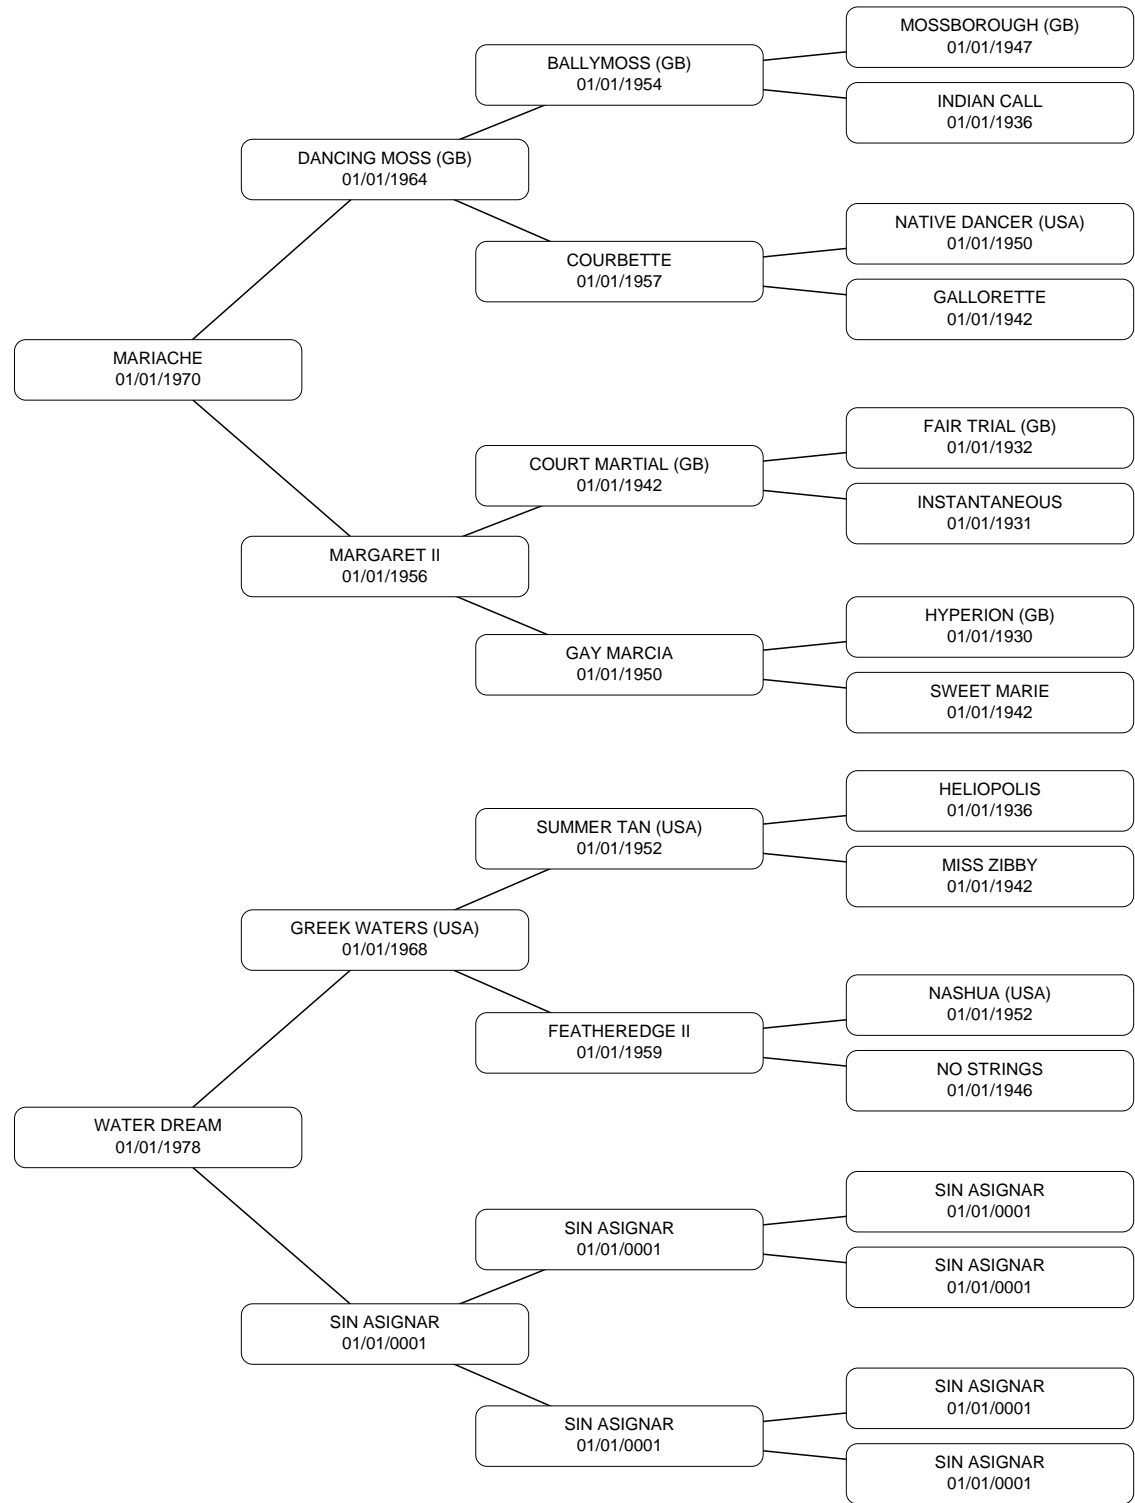 MOSSBOROUGH (GB)
01/01/1947
BALLYMOSS (GB)
01/01/1954
INDIAN CALL
01/01/1936
DANCING MOSS (GB)
01/01/1964
NATIVE DANCER (USA)
01/01/1950
COURBETTE
01/01/1957
GALLORETTE
01/01/1942
MARIACHE
01/01/1970
FAIR TRIAL (GB)
01/01/1932
COURT MARTIAL (GB)
01/01/1942
INSTANTANEOUS
01/01/1931
MARGARET II
01/01/1956
HYPERION (GB)
01/01/1930
GAY MARCIA
01/01/1950
SWEET MARIE
01/01/1942
HELIOPOLIS
01/01/1936
SUMMER TAN (USA)
01/01/1952
MISS ZIBBY
01/01/1942
GREEK WATERS (USA)
01/01/1968
NASHUA (USA)
01/01/1952
FEATHEREDGE II
01/01/1959
NO STRINGS
01/01/1946
WATER DREAM
01/01/1978
SIN ASIGNAR
01/01/0001
SIN ASIGNAR
01/01/0001
SIN ASIGNAR
01/01/0001
SIN ASIGNAR
01/01/0001
SIN ASIGNAR
01/01/0001
SIN ASIGNAR
01/01/0001
SIN ASIGNAR
01/01/0001